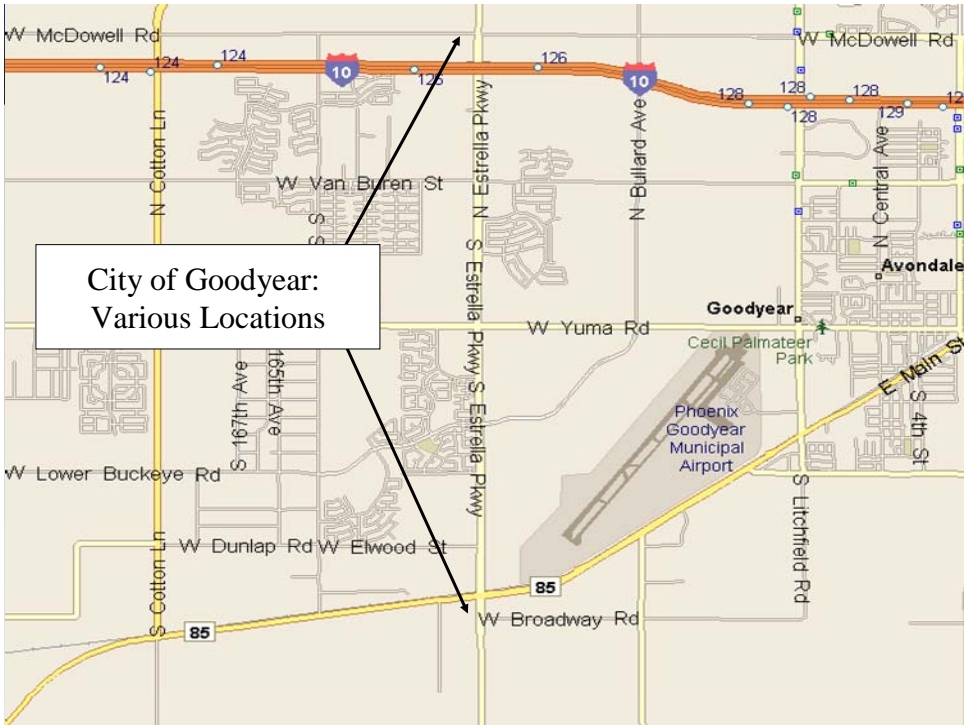 W McDowell Rd
W McDowell Rd
124
124
124
10
126
126
10
128
128
128
128
128
129
N Cotton Ln
N Estrella Pkwy
N Bullard Ave
N Central Ave
W Van Buren St
S
S
City of Goodyear:
Various Locations
Avondale
Goodyear
W Yuma Rd
Cecil Palmateer
Park
S Estrella Pkwy
S Estrella Pkwy
E Main St
S 167th Ave
165th Ave
S 4th St
Phoenix
Goodyear
Municipal
Airport
W Lower Buckeye Rd
S Litchfield Rd
W Dunlap Rd
W Elwood St
S Cotton Ln
85
85
W Broadway Rd